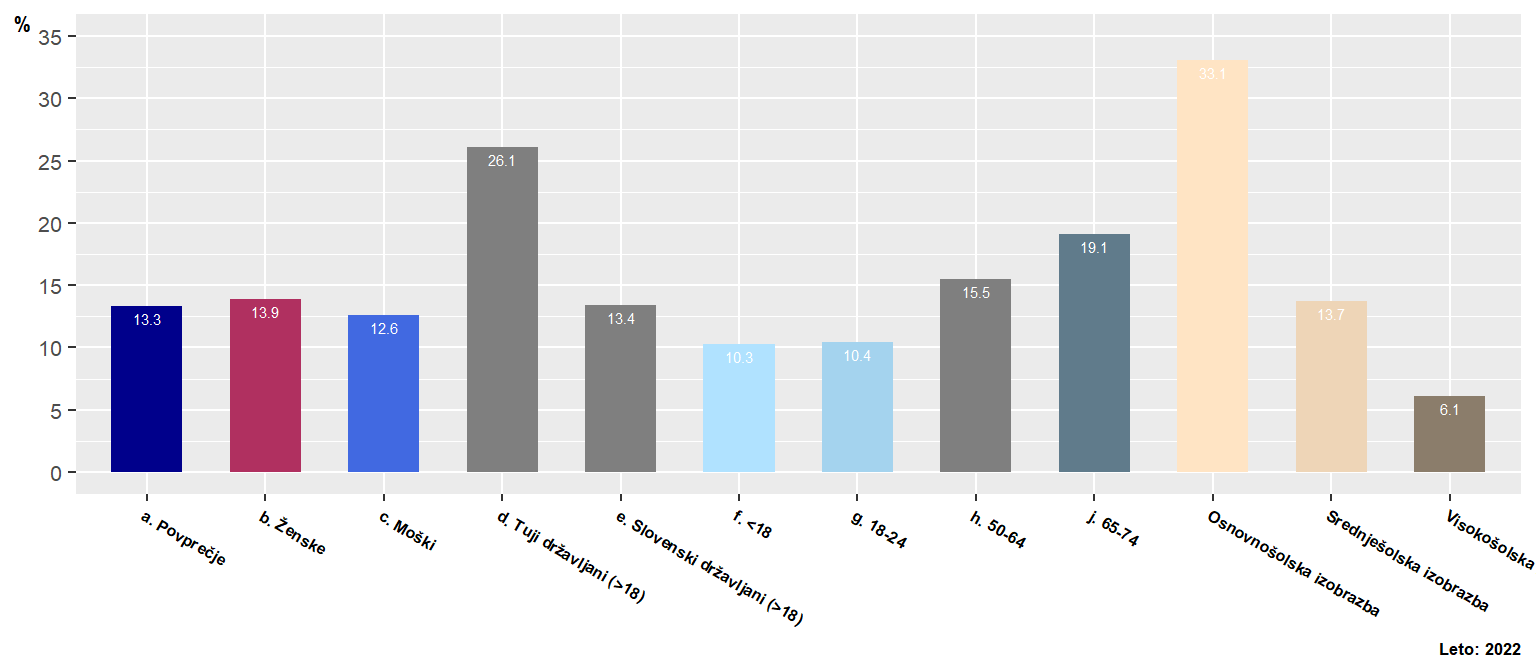 %
35
30
25
20
15
10
5
0
13.3
13.9
12.6
26.1
13.4
10.3
10.4
15.5
19.1
33.1
13.7
6.1
a. Povprečje
b. Ženske
c. Moški
d. Tuji državljani (>18)
e. Slovenski državljani (>18)
f. <18
g. 18-24
h. 50-64
j. 65-74
Osnovnošolska izobrazba
Srednješolska izobrazba
Visokošolska
Leto: 2022